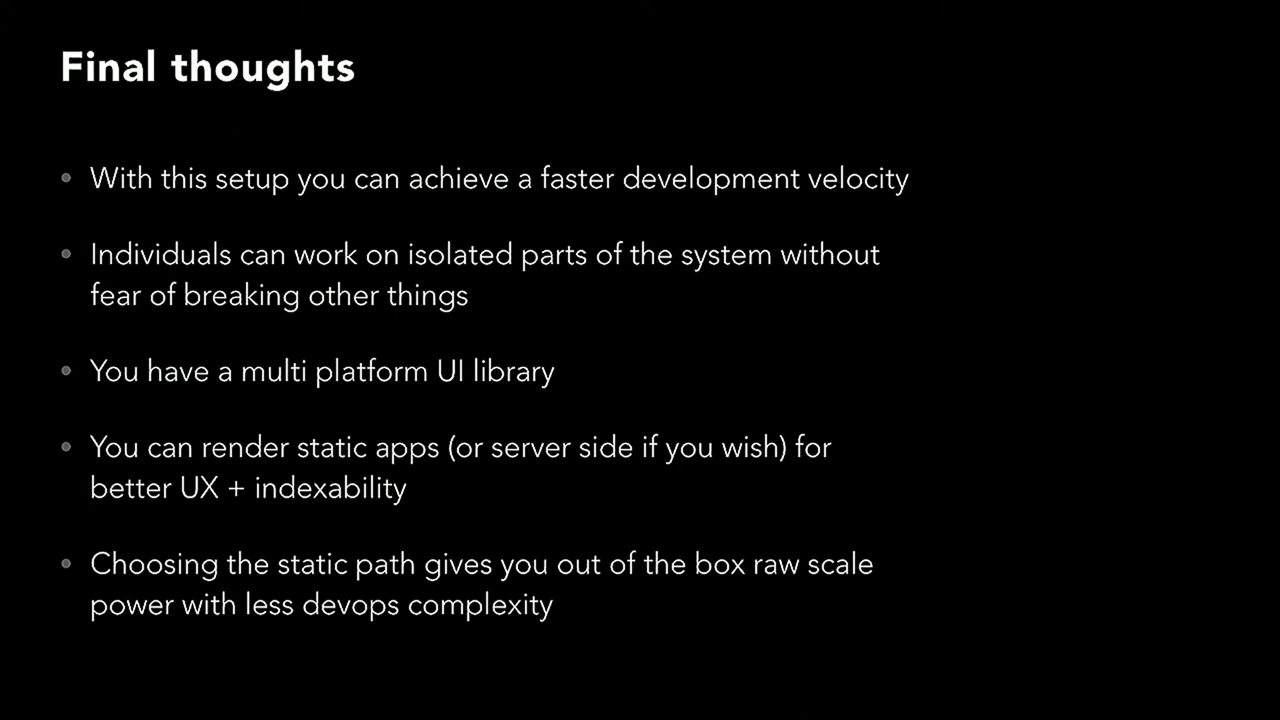 Final thoughts
• With this setup you can achieve a faster development velocity
• Individuals can work on isolated parts of the system without
fear of breaking other things
• You have a multi platform UI library
• You can render static apps (or server side if you wish) for
better UX + indexability
• Choosing the static path gives you out of the box raw scale
power with less devops complexity